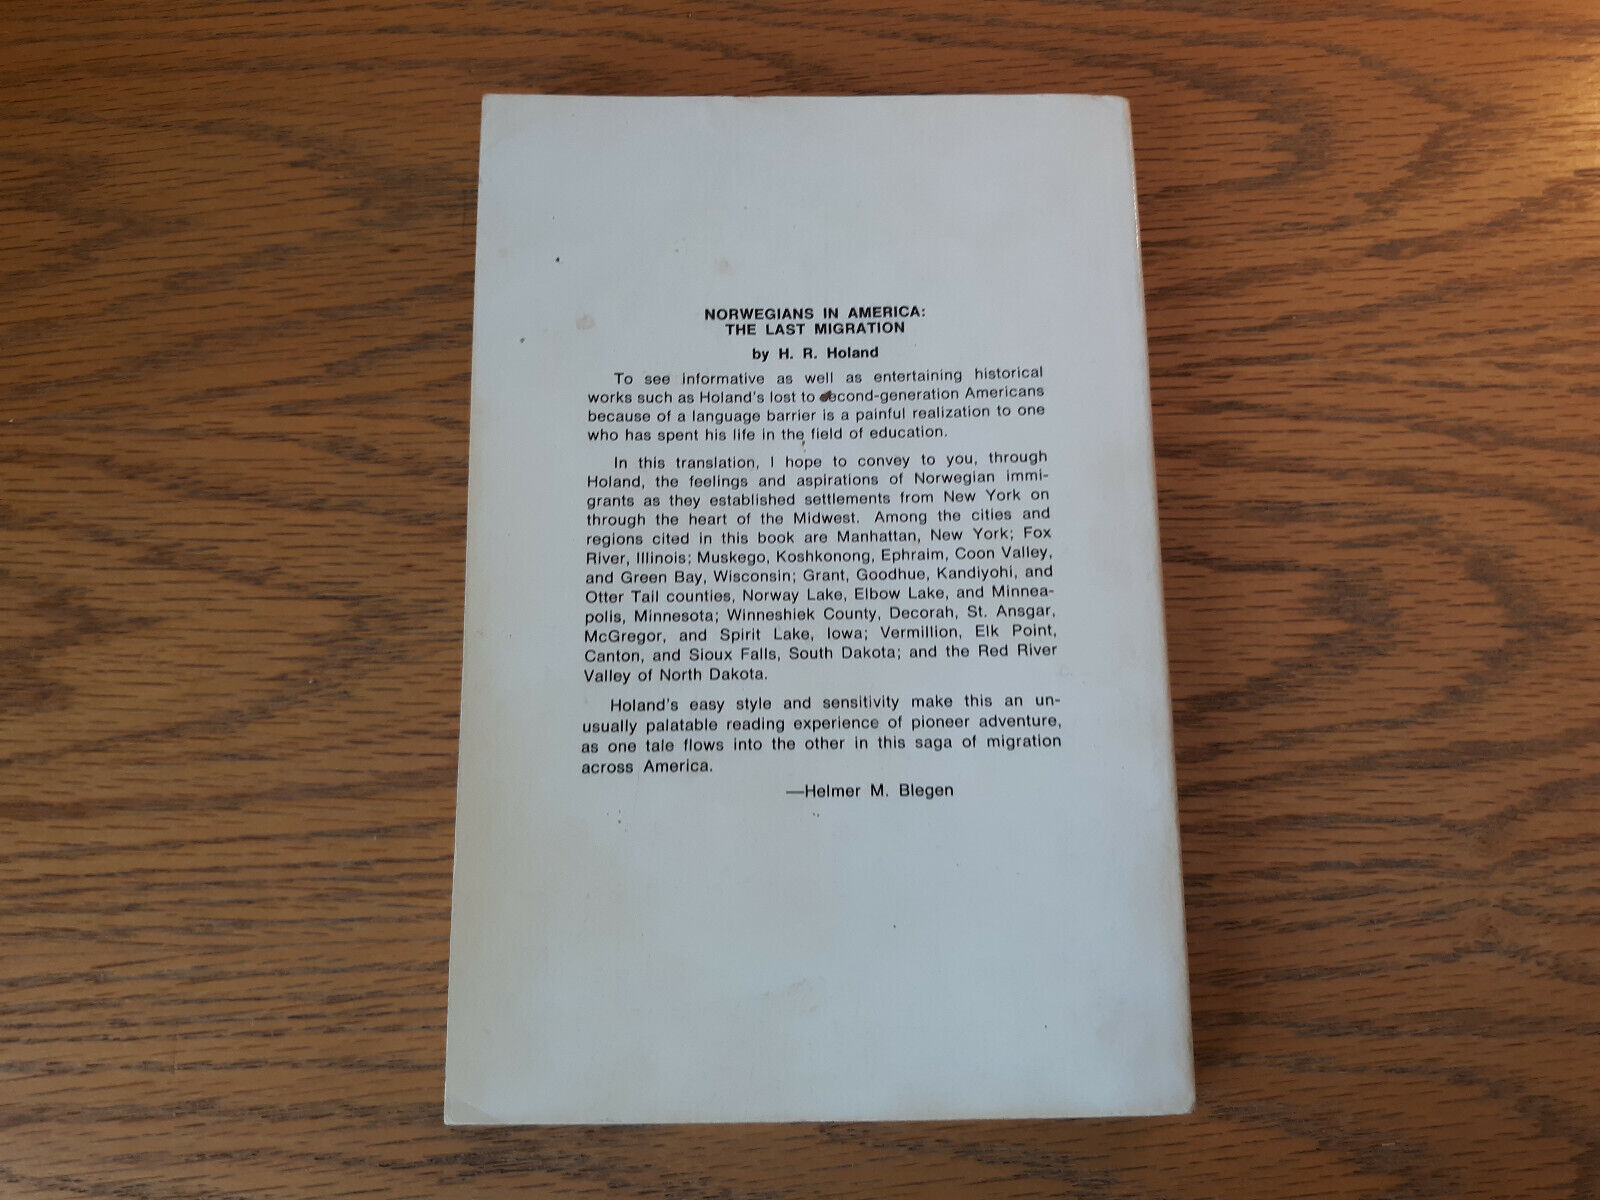 NORWEGIANS IN AMERICA:
THE LAST MIGRATION
by H. R. Holand
To see informative as well as entertaining historical
works such as Holand's lost to second-generation Americans
because of a language barrier is a painful realization to one
who has spent his life in the field of education.
In this translation, I hope to convey to you, through
Holand, the feelings and aspirations of Norwegian immi-
grants as they established settlements from New York on
through the heart of the Midwest. Among the cities and
regions cited in this book are Manhattan, New York; Fox
River, Illinois; Muskego, Koshkonong, Ephraim, Coon Valley,
and Green Bay, Wisconsin; Grant, Goodhue, Kandiyohi, and
Otter Tail counties, Norway Lake, Elbow Lake, and Minnea-
polis, Minnesota; Winneshiek County, Decorah, St. Ansgar,
McGregor, and Spirit Lake, Iowa; Vermillion, Elk Point,
Canton, and Sioux Falls, South Dakota; and the Red River
Valley of North Dakota.
Holand's easy style and sensitivity make this an un-
usually palatable reading experience of pioneer adventure,
as one tale flows into the other in this saga of migration
across America.
—Helmer M. Blegen